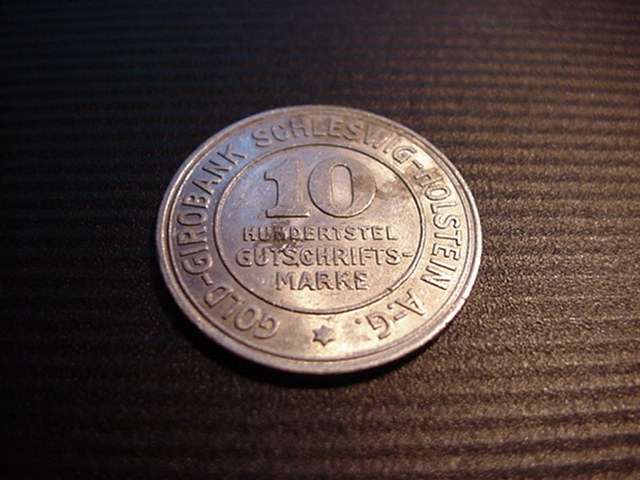 GOLD-GIROBANK SCHLESWIG-HOLSTEIN A.-G.
10
HUNDERTSTEL
GUTSCHRIFTS-
MARKE